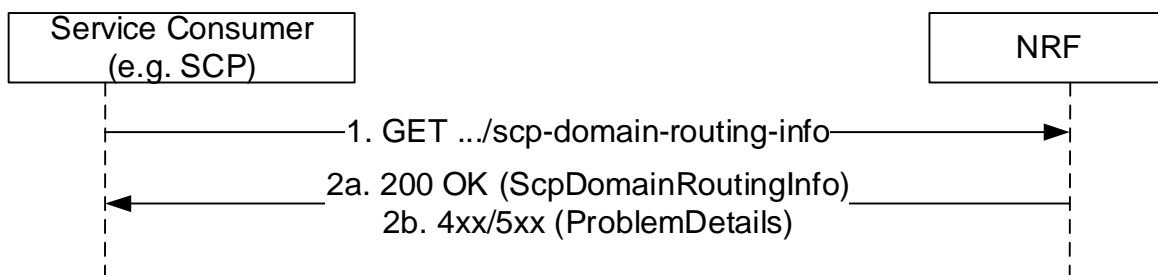 Service Consumer
(e.g. SCP)
NRF
1. GET .../scp-domain-routing-info
2a. 200 OK (ScpDomainRoutingInfo)
2b. 4xx/5xx (ProblemDetails)